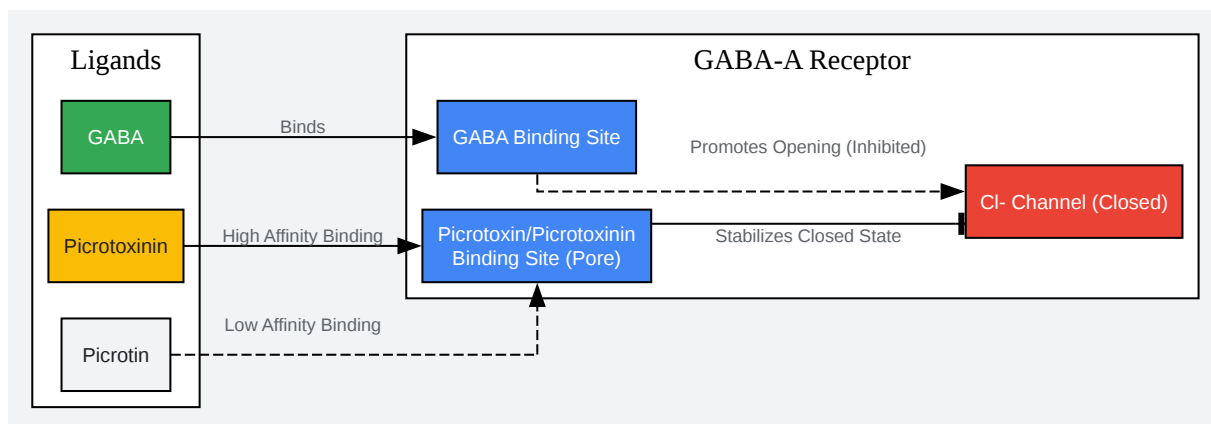 Ligands
GABA-A Receptor
GABA
Binds
GABA Binding Site
Promotes Opening (Inhibited)
Cl- Channel (Closed)
Picrotoxinin
High Affinity Binding
Picrotoxin/Picrotoxinin
Binding Site (Pore)
Stabilizes Closed State
Low Affinity Binding
Picrotin